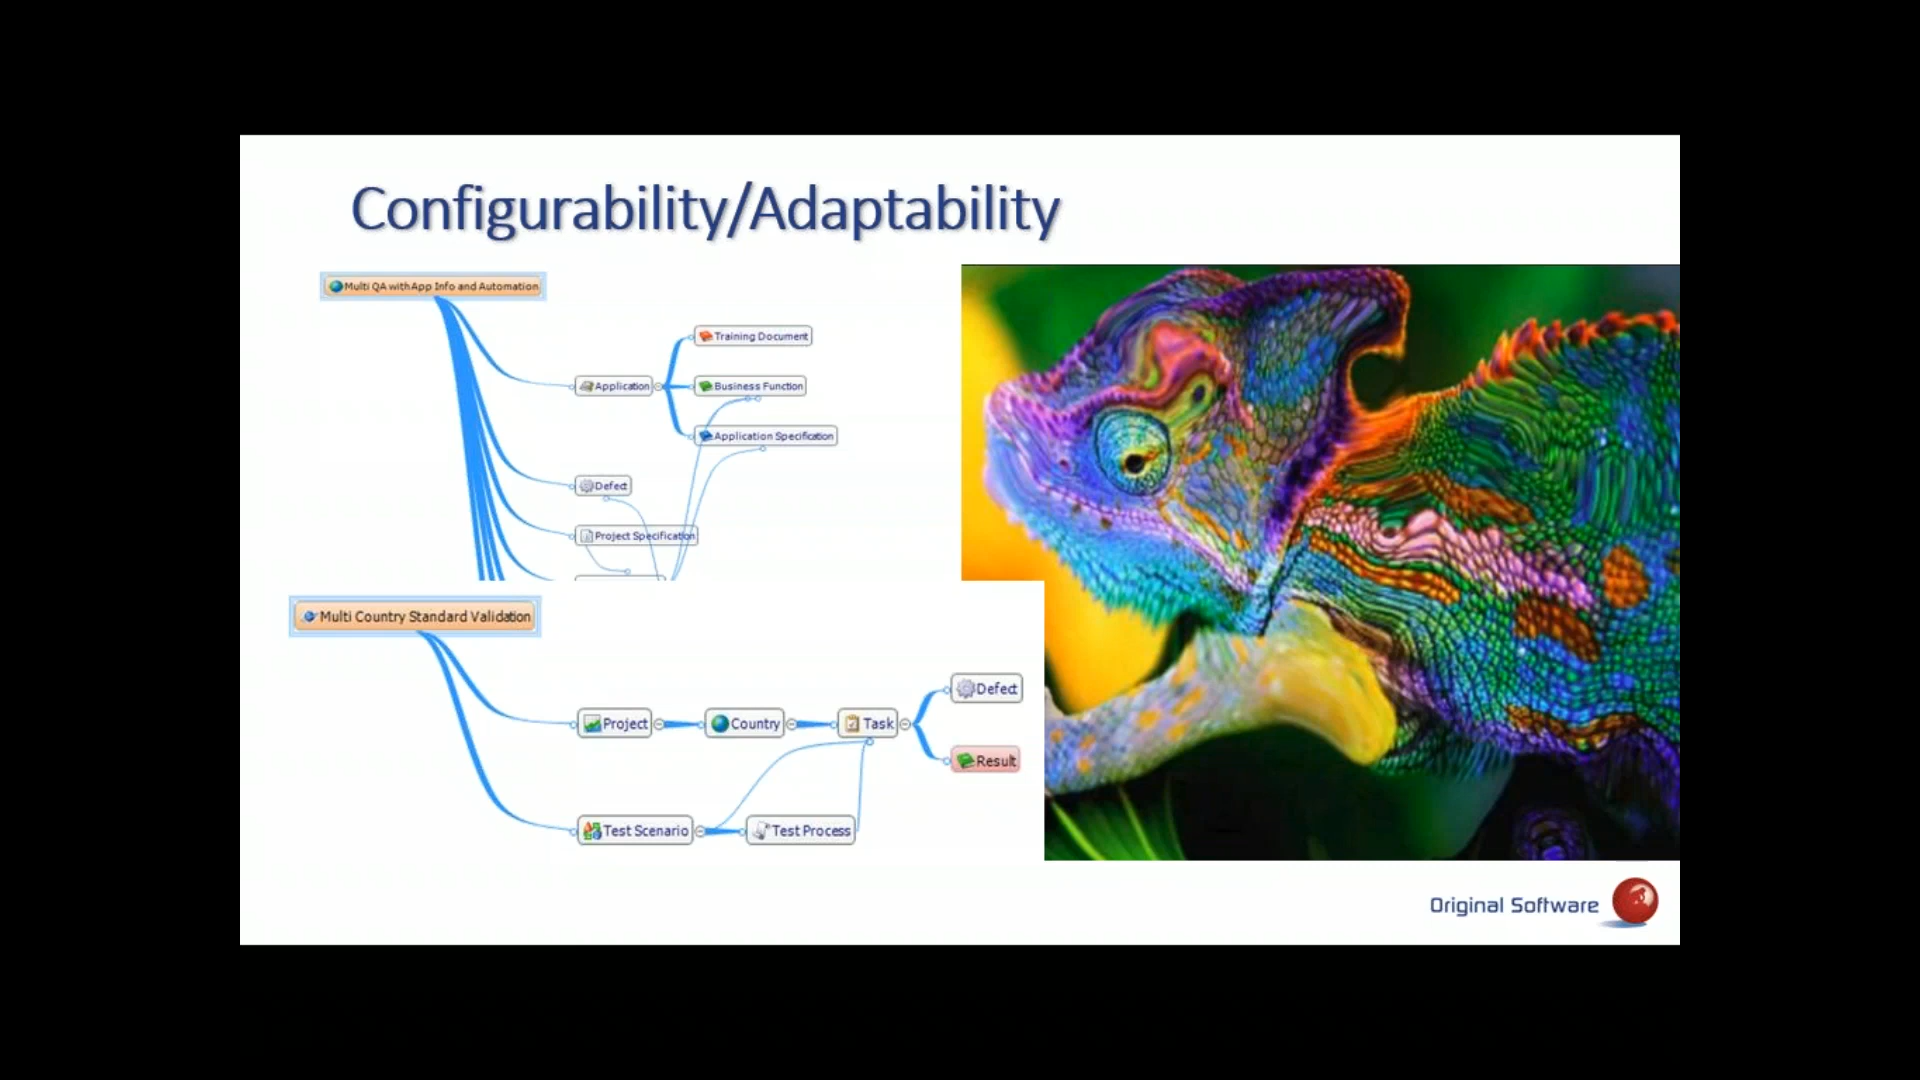 Configurability/Adaptability
Multi QA with App Info and Automation
Training Document
Application
Business Function
Application Specification
Defect
Project Specification
Multi Country Standard Validation
Defect
Project
Country
Task
Result
Test Scenario
Test Process
Original Software